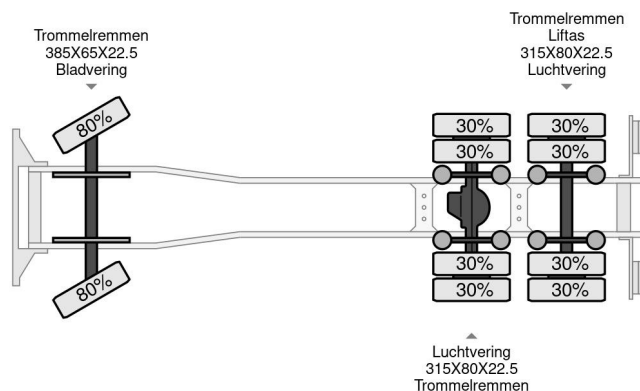 Trommelremmen
385X65X22.5
Bladvering
Trommelremmen
Liftas
315X80X22.5
Luchtvering
80%
30%
30%
30%
30%
30%
30%
30%
30%
80%
Luchtvering
315X80X22.5
Trommelremmen